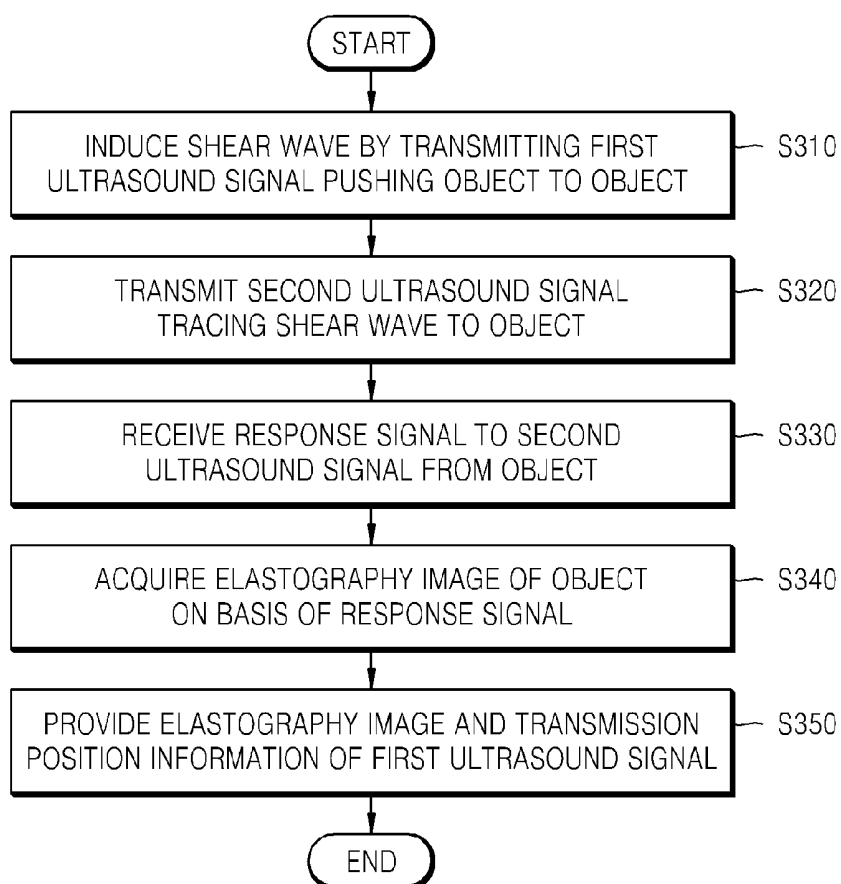 START
INDUCE SHEAR WAVE BY TRANSMITTING FIRST
ULTRASOUND SIGNAL PUSHING OBJECT TO OBJECT
S310
TRANSMIT SECOND ULTRASOUND SIGNAL
TRACING SHEAR WAVE TO OBJECT
S320
RECEIVE RESPONSE SIGNAL TO SECOND
ULTRASOUND SIGNAL FROM OBJECT
S330
ACQUIRE ELASTOGRAPHY IMAGE OF OBJECT
ON BASIS OF RESPONSE SIGNAL
S340
PROVIDE ELASTOGRAPHY IMAGE AND TRANSMISSION
POSITION INFORMATION OF FIRST ULTRASOUND SIGNAL
S350
END